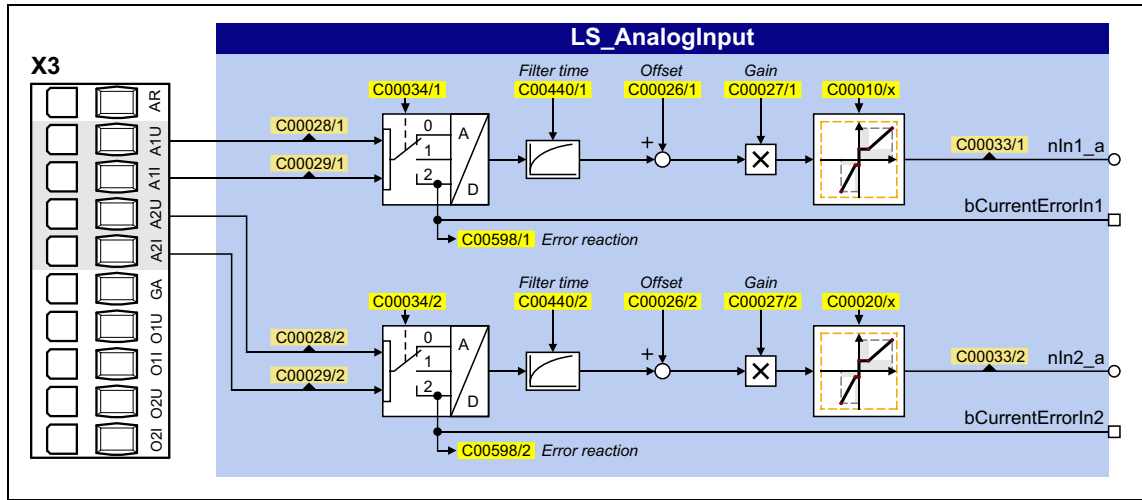 LS_AnalogInput
X3
AR
A1U
A1I
A2U
A2I
GA
O1U
O1I
O2U
O2I
Filter time Offset Gain
C00034/1 C00440/1 C00026/1 C00027/1 C00010/x
C00028/1
C00029/1
0
1
2
A
D
+
C00033/1 nIn1_a
bCurrentErrorIn1
C00598/1 Error reaction
Filter time Offset Gain
C00034/2 C00440/2 C00026/2 C00027/2 C00020/x
C00028/2
C00029/2
0
1
2
A
D
+
C00033/2 nIn2_a
bCurrentErrorIn2
C00598/2 Error reaction